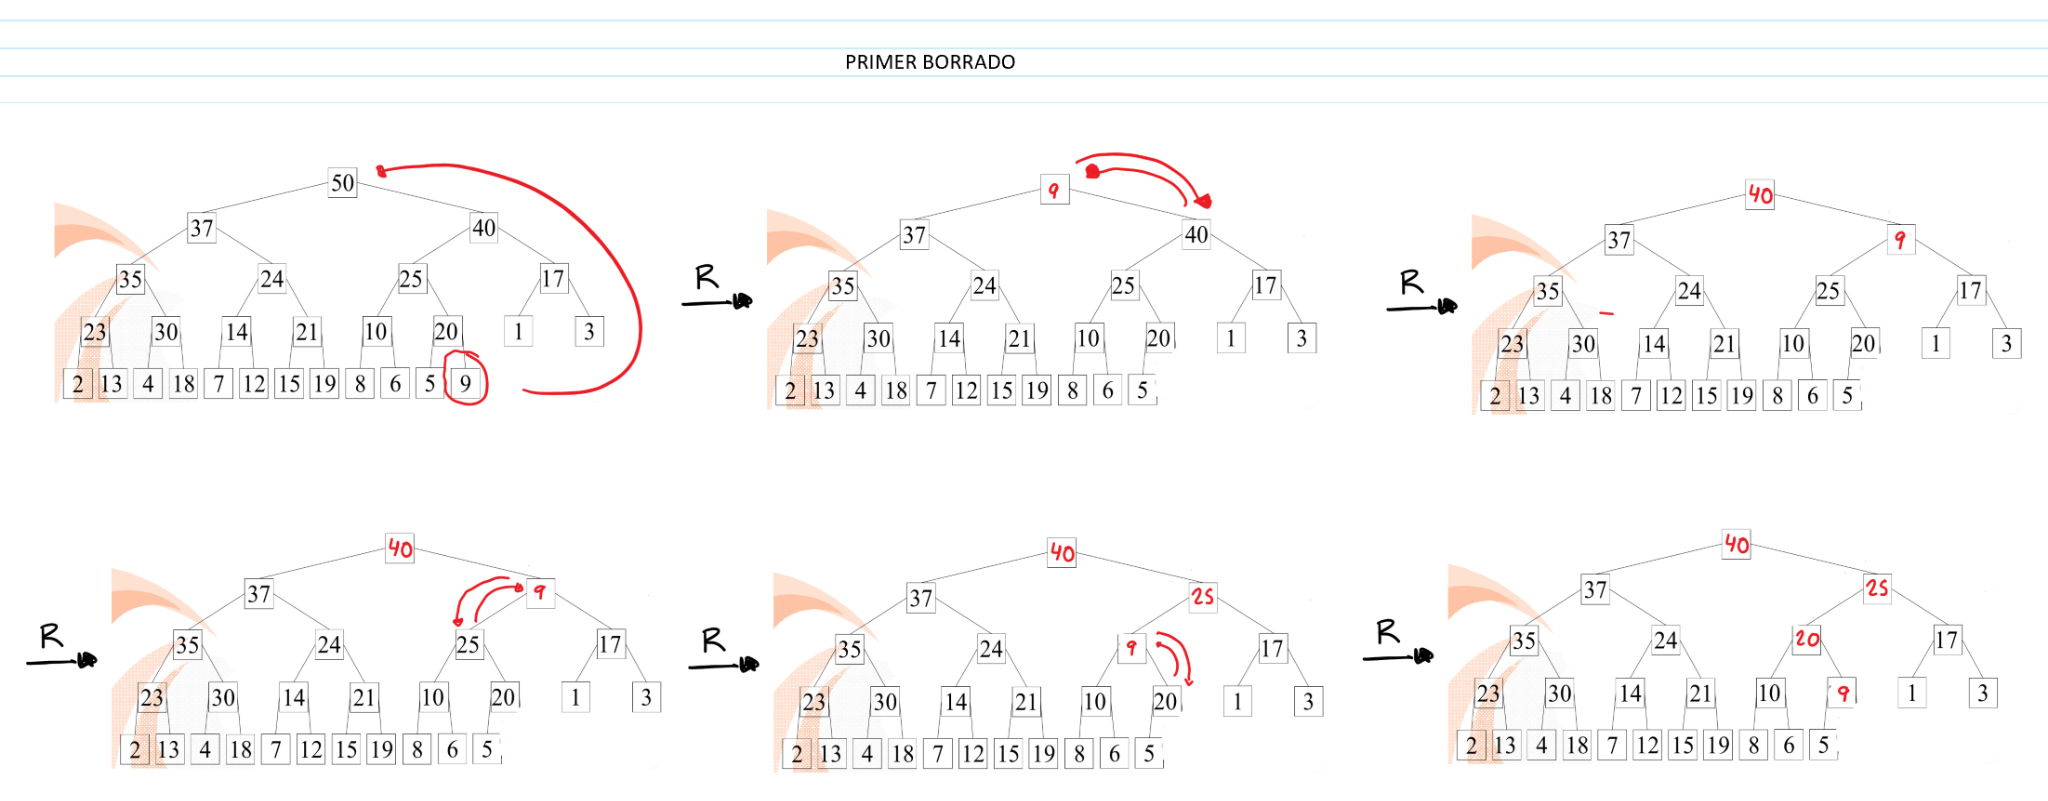 PRIMER BORRADO
50
37 40
35 24 25 17
23 30 14 21 10 20 1 3
2 13 4 18 7 12 15 19 8 6 5 9
R
9
37 40
35 24 25 17
23 30 14 21 10 20 1 3
2 13 4 18 7 12 15 19 8 6 5
R
40
37 9
35 24 25 17
23 30 14 21 10 20 1 3
2 13 4 18 7 12 15 19 8 6 5
R
40
37 9
35 24 25 17
23 30 14 21 10 20 1 3
2 13 4 18 7 12 15 19 8 6 5
R
40
37 25
35 24 9 17
23 30 14 21 10 20 1 3
2 13 4 18 7 12 15 19 8 6 5
R
40
37 25
35 24 20 17
23 30 14 21 10 9 1 3
2 13 4 18 7 12 15 19 8 6 5